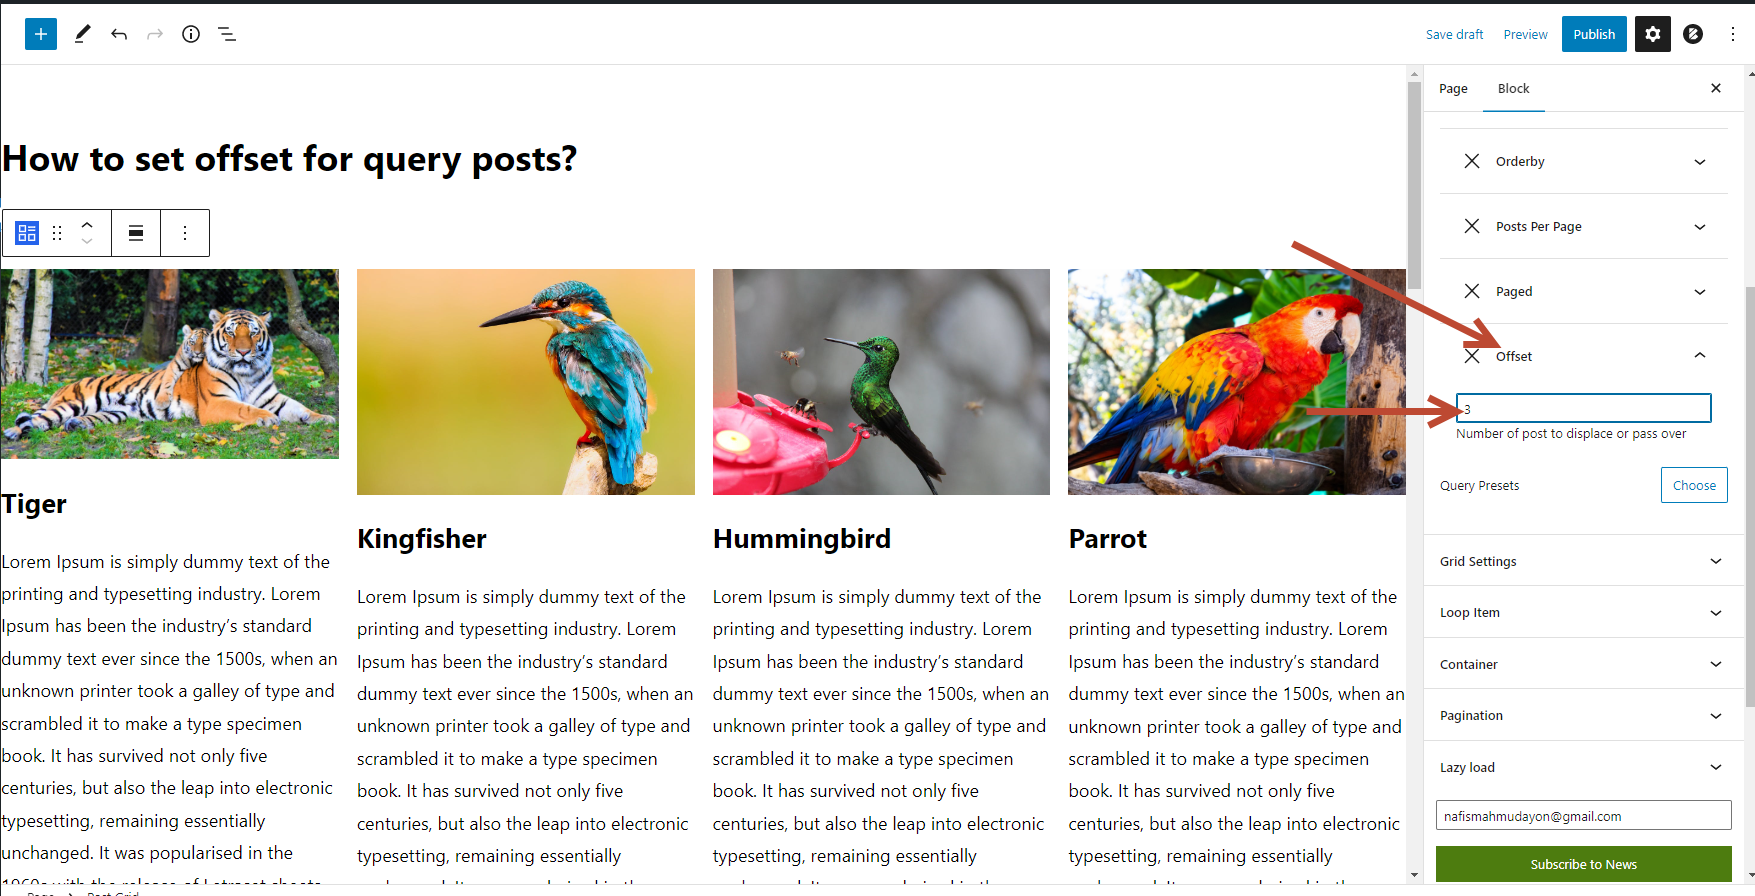 Save draft
Preview
Publish
Page
Block
How to set offset for query posts?
Orderby
Posts Per Page
Paged
Offset
3
Number of post to displace or pass over
Query Presets
Choose
Grid Settings
Loop Item
Container
Pagination
Lazy load
nafismahmudayon@gmail.com
Subscribe to News
Tiger
Lorem Ipsum is simply dummy text of the
printing and typesetting industry. Lorem
Ipsum has been the industry’s standard
dummy text ever since the 1500s, when an
unknown printer took a galley of type and
scrambled it to make a type specimen
book. It has survived not only five
centuries, but also the leap into electronic
typesetting, remaining essentially
unchanged. It was popularised in the
Kingfisher
Lorem Ipsum is simply dummy text of the
printing and typesetting industry. Lorem
Ipsum has been the industry’s standard
dummy text ever since the 1500s, when an
unknown printer took a galley of type and
scrambled it to make a type specimen
book. It has survived not only five
centuries, but also the leap into electronic
typesetting, remaining essentially
Hummingbird
Lorem Ipsum is simply dummy text of the
printing and typesetting industry. Lorem
Ipsum has been the industry’s standard
dummy text ever since the 1500s, when an
unknown printer took a galley of type and
scrambled it to make a type specimen
book. It has survived not only five
centuries, but also the leap into electronic
typesetting, remaining essentially
Parrot
Lorem Ipsum is simply dummy text of the
printing and typesetting industry. Lorem
Ipsum has been the industry’s standard
dummy text ever since the 1500s, when an
unknown printer took a galley of type and
scrambled it to make a type specimen
book. It has survived not only five
centuries, but also the leap into electronic
typesetting, remaining essentially